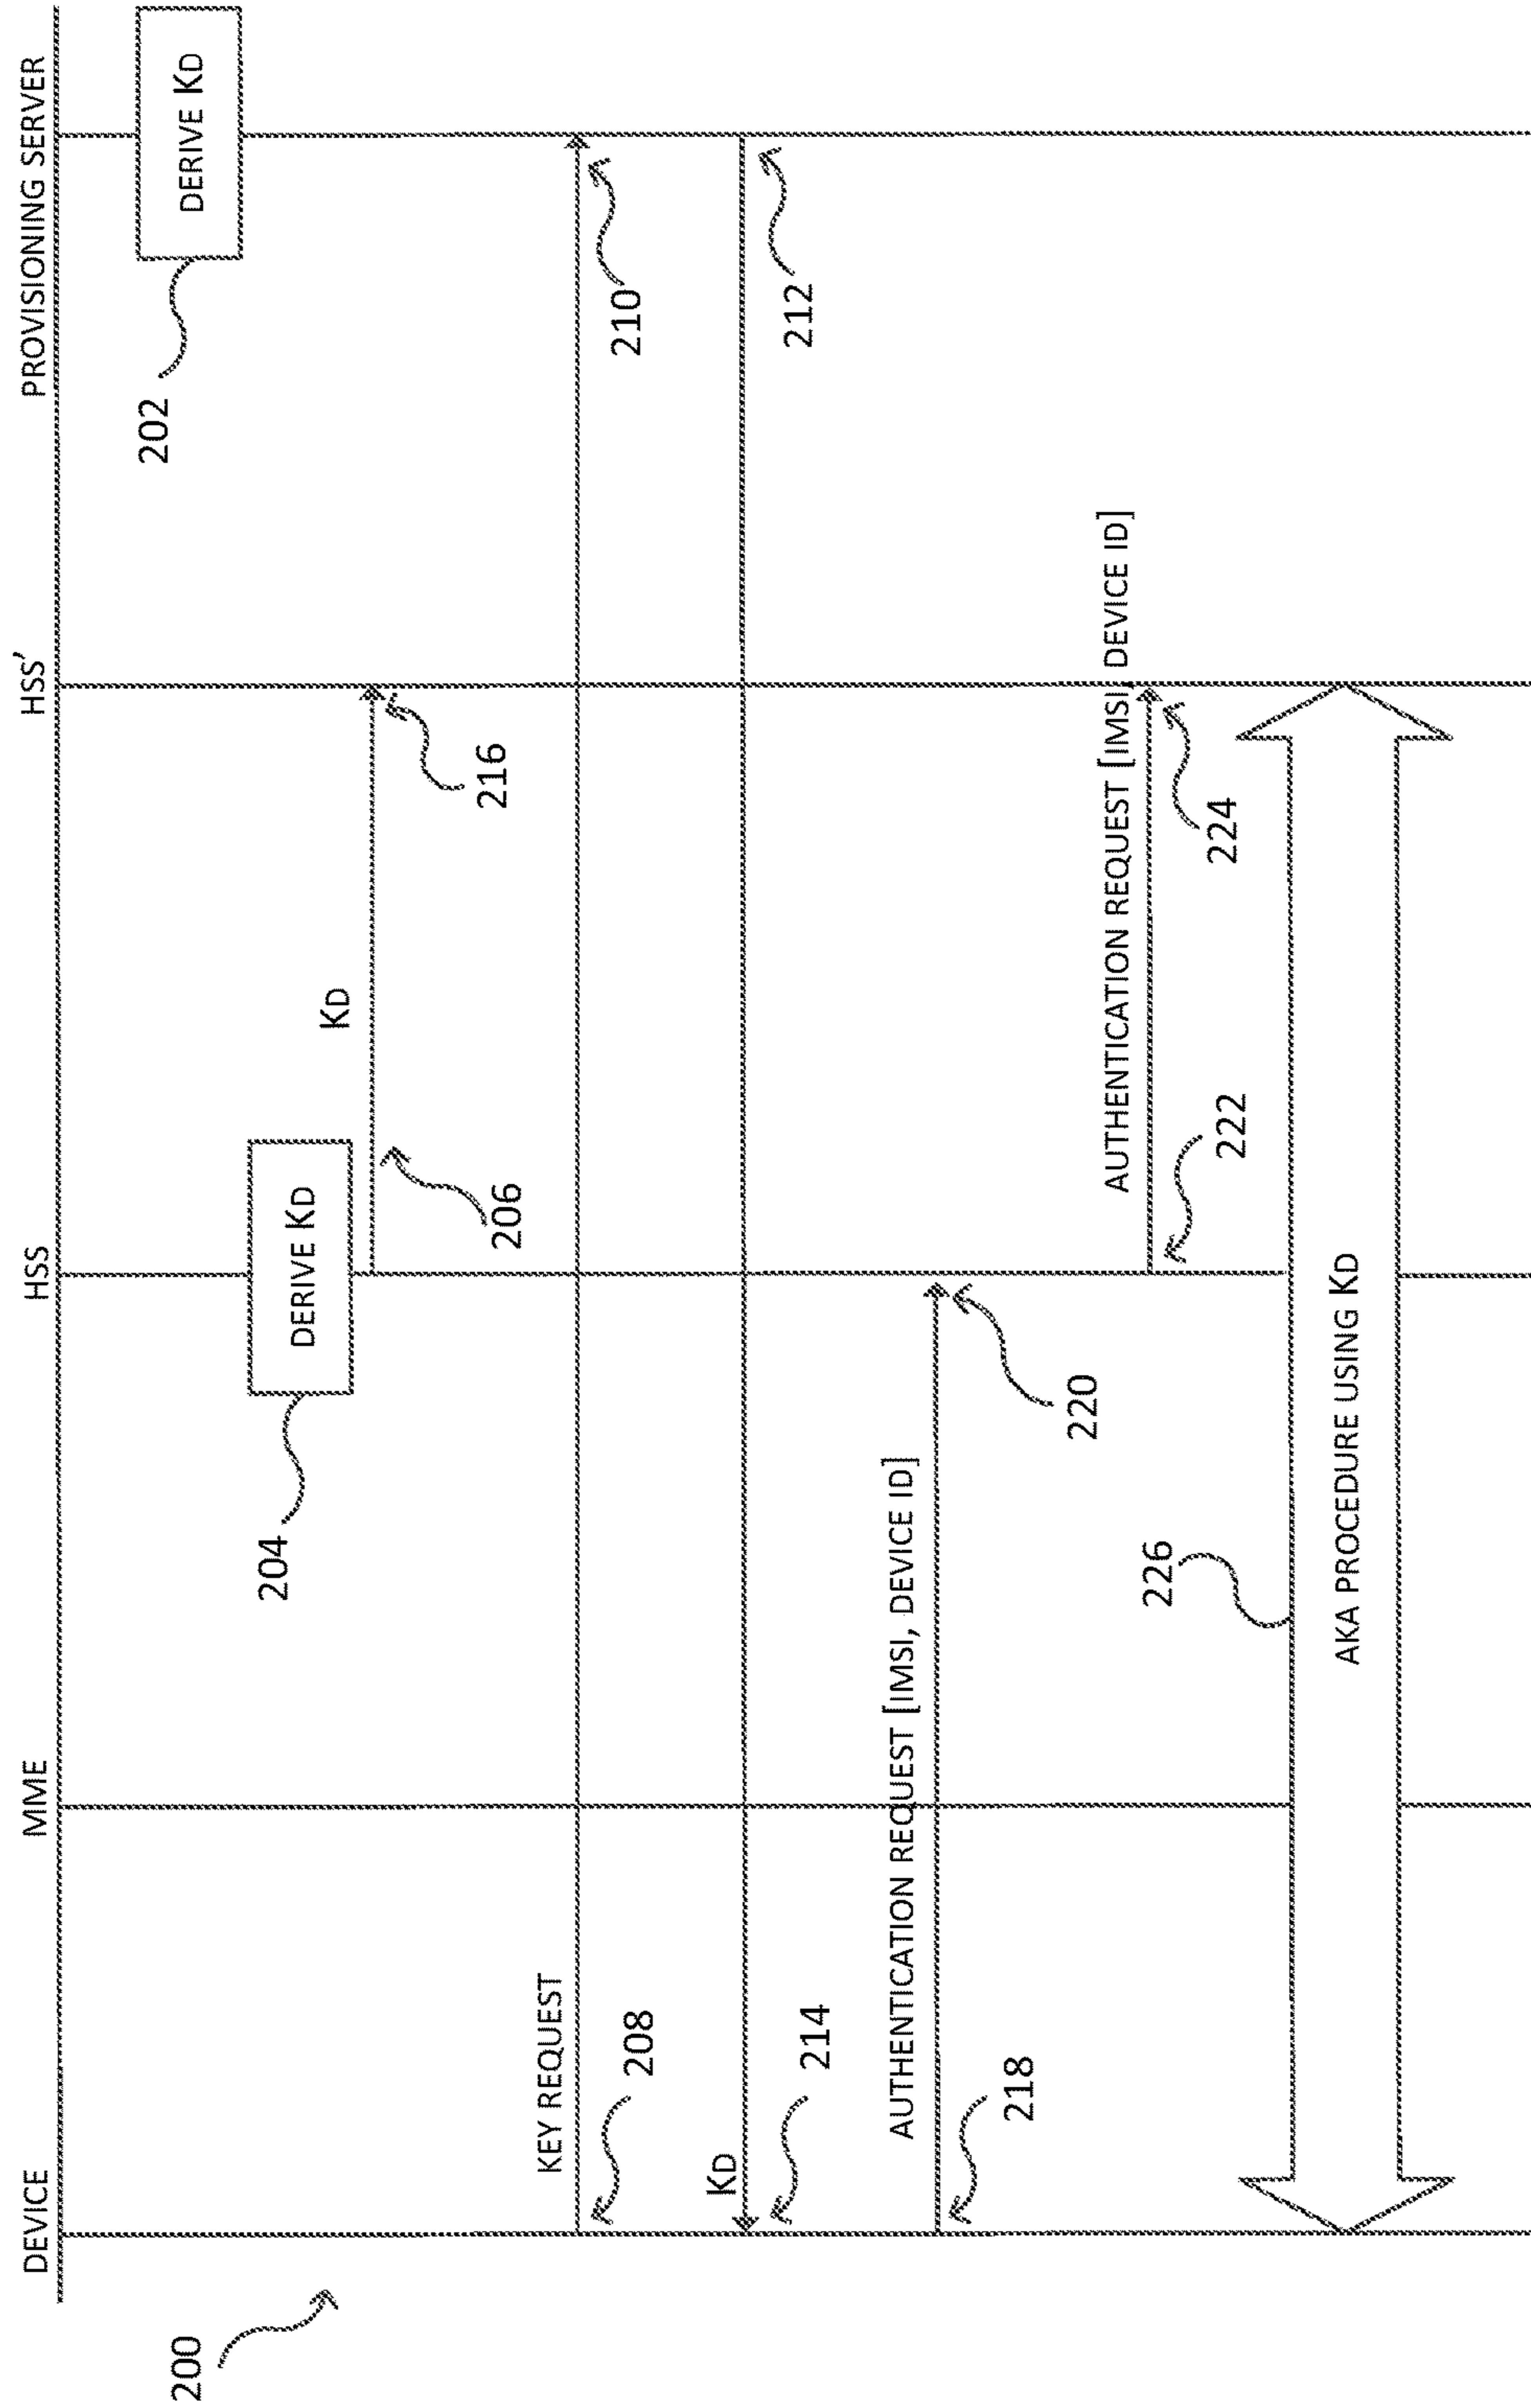 200
DEVICE
MME
HSS
HSS'
PROVISIONING SERVER
DERIVE KD
202
DERIVE KD
204
KD
206
216
KEY REQUEST
208
210
KD
212
214
AUTHENTICATION REQUEST [IMSI, DEVICE ID]
218
220
AUTHENTICATION REQUEST [IMSI, DEVICE ID]
222
224
226
AKA PROCEDURE USING KD